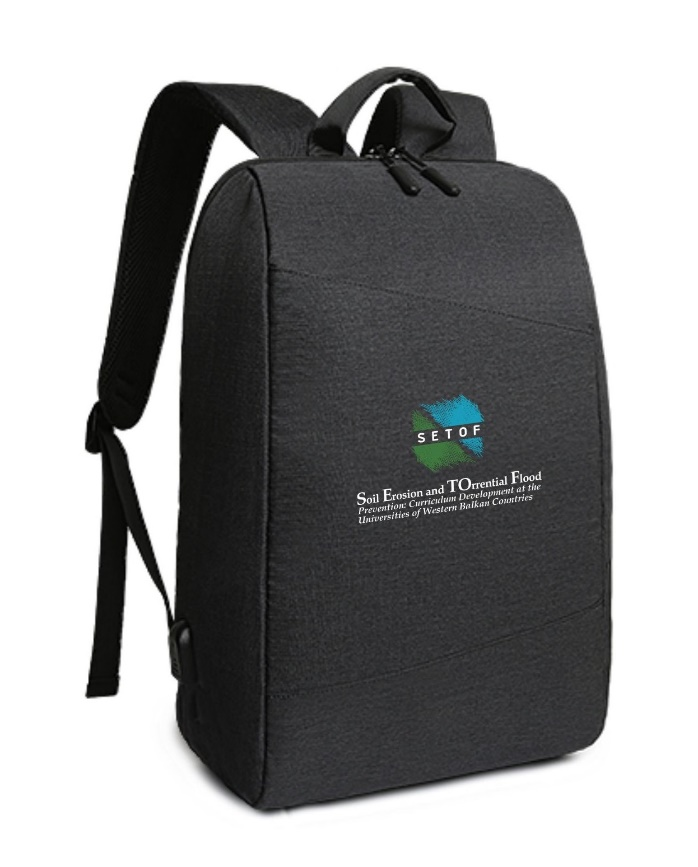 SETOF
Soil Erosion and TOrrential Flood
Prevention: Curriculum Development at the
Universities of Western Balkan Countries